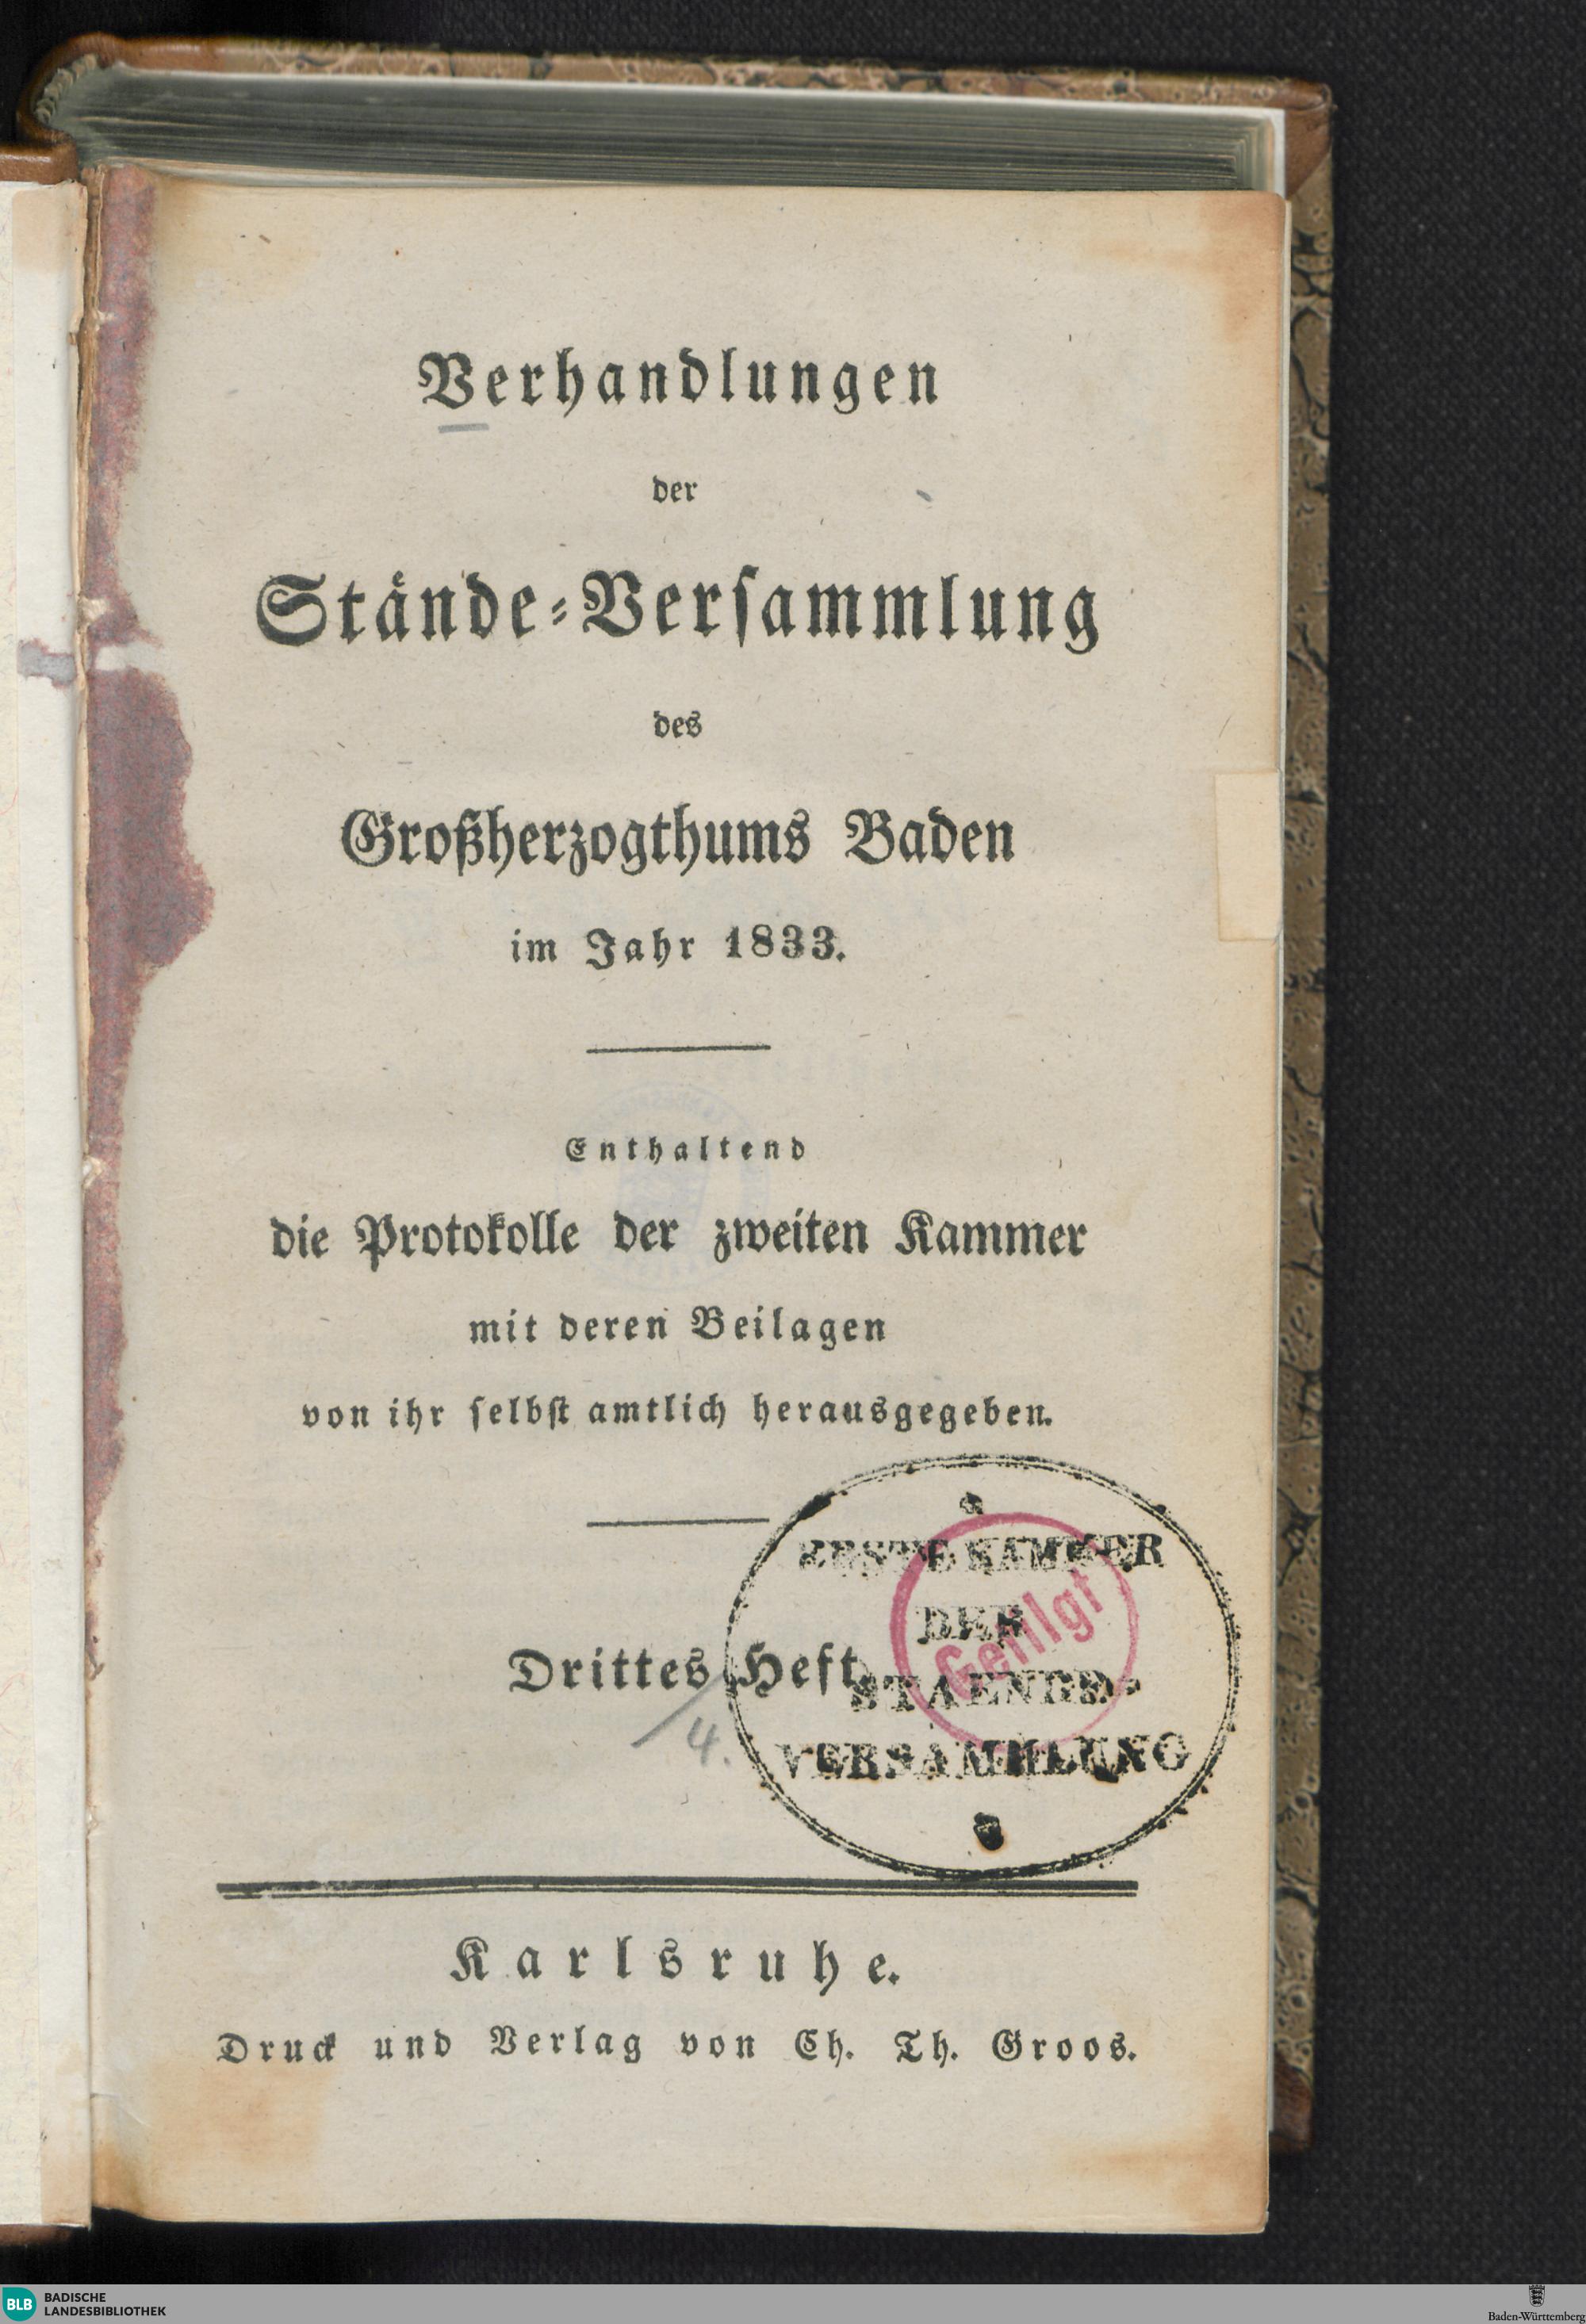 Verhandlungen
der
Stände-Versammlung
des
Großherzogthums Baden
im Jahr 1833.
Enthaltend
die Protokolle der zweiten Kammer
mit deren Beilagen
von ihr selbst amtlich herausgegeben.
Drittes Heft.
4.
ERSTE KAMMER
DER
STAENDE-
VERSAMMLUNG
Getilgt
Karlsruhe.
Druck und Verlag von Ch. Th. Groos.
BLB
BADISCHE
LANDESBIBLIOTHEK
Baden-Württemberg